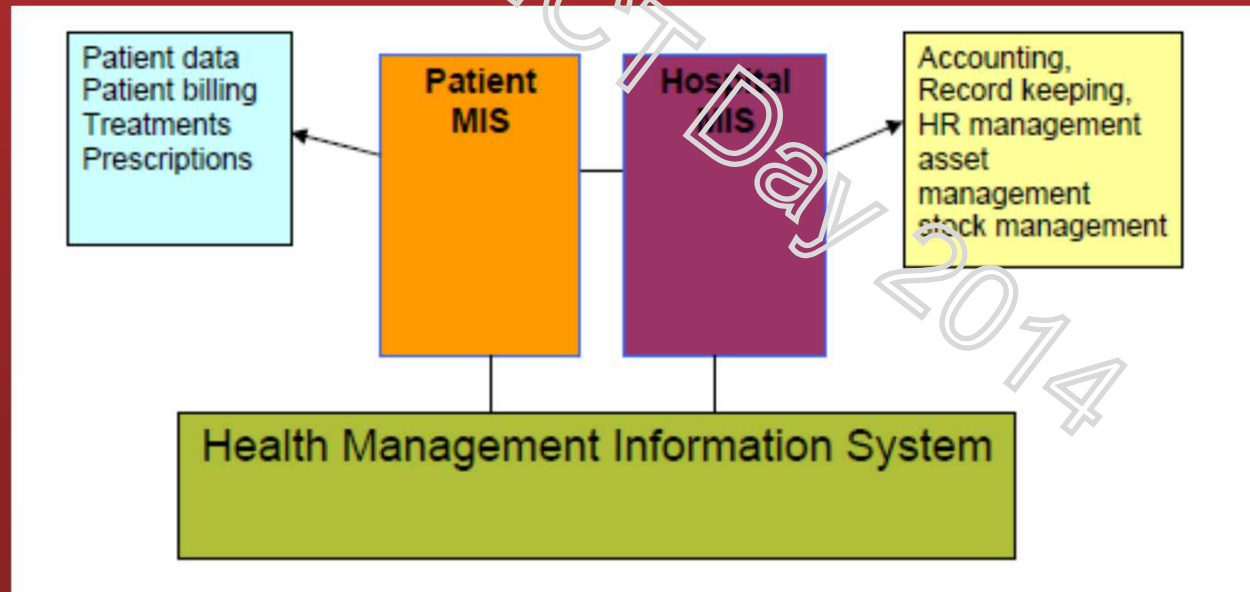 Patient data
Patient billing
Treatments
Prescriptions
Patient
MIS
Hospital
MIS
Accounting,
Record keeping,
HR management
asset
management
stock management
Health Management Information System
CT Day 2014